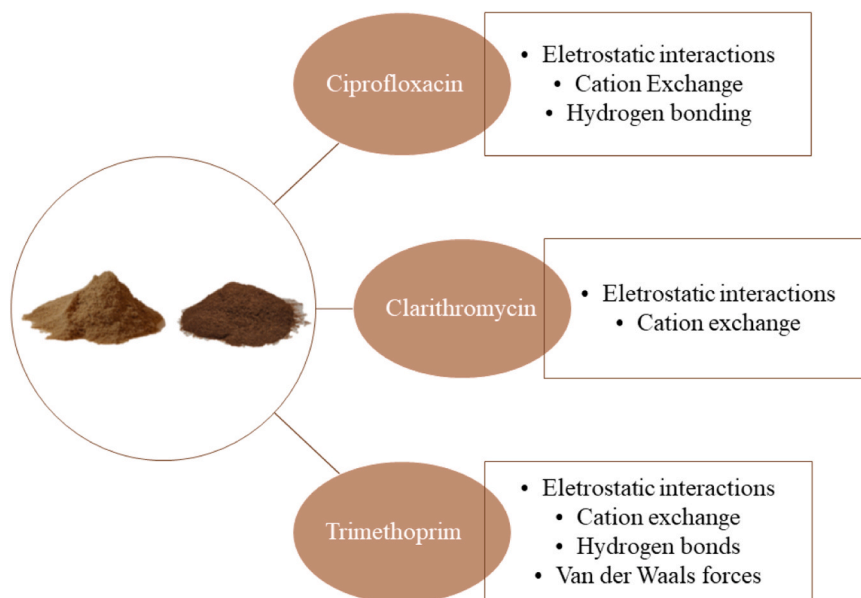 Ciprofloxacin
• Eletrostatic interactions
• Cation Exchange
• Hydrogen bonding
Clarithromycin
• Eletrostatic interactions
• Cation exchange
Trimethoprim
• Eletrostatic interactions
• Cation exchange
• Hydrogen bonds
• Van der Waals forces